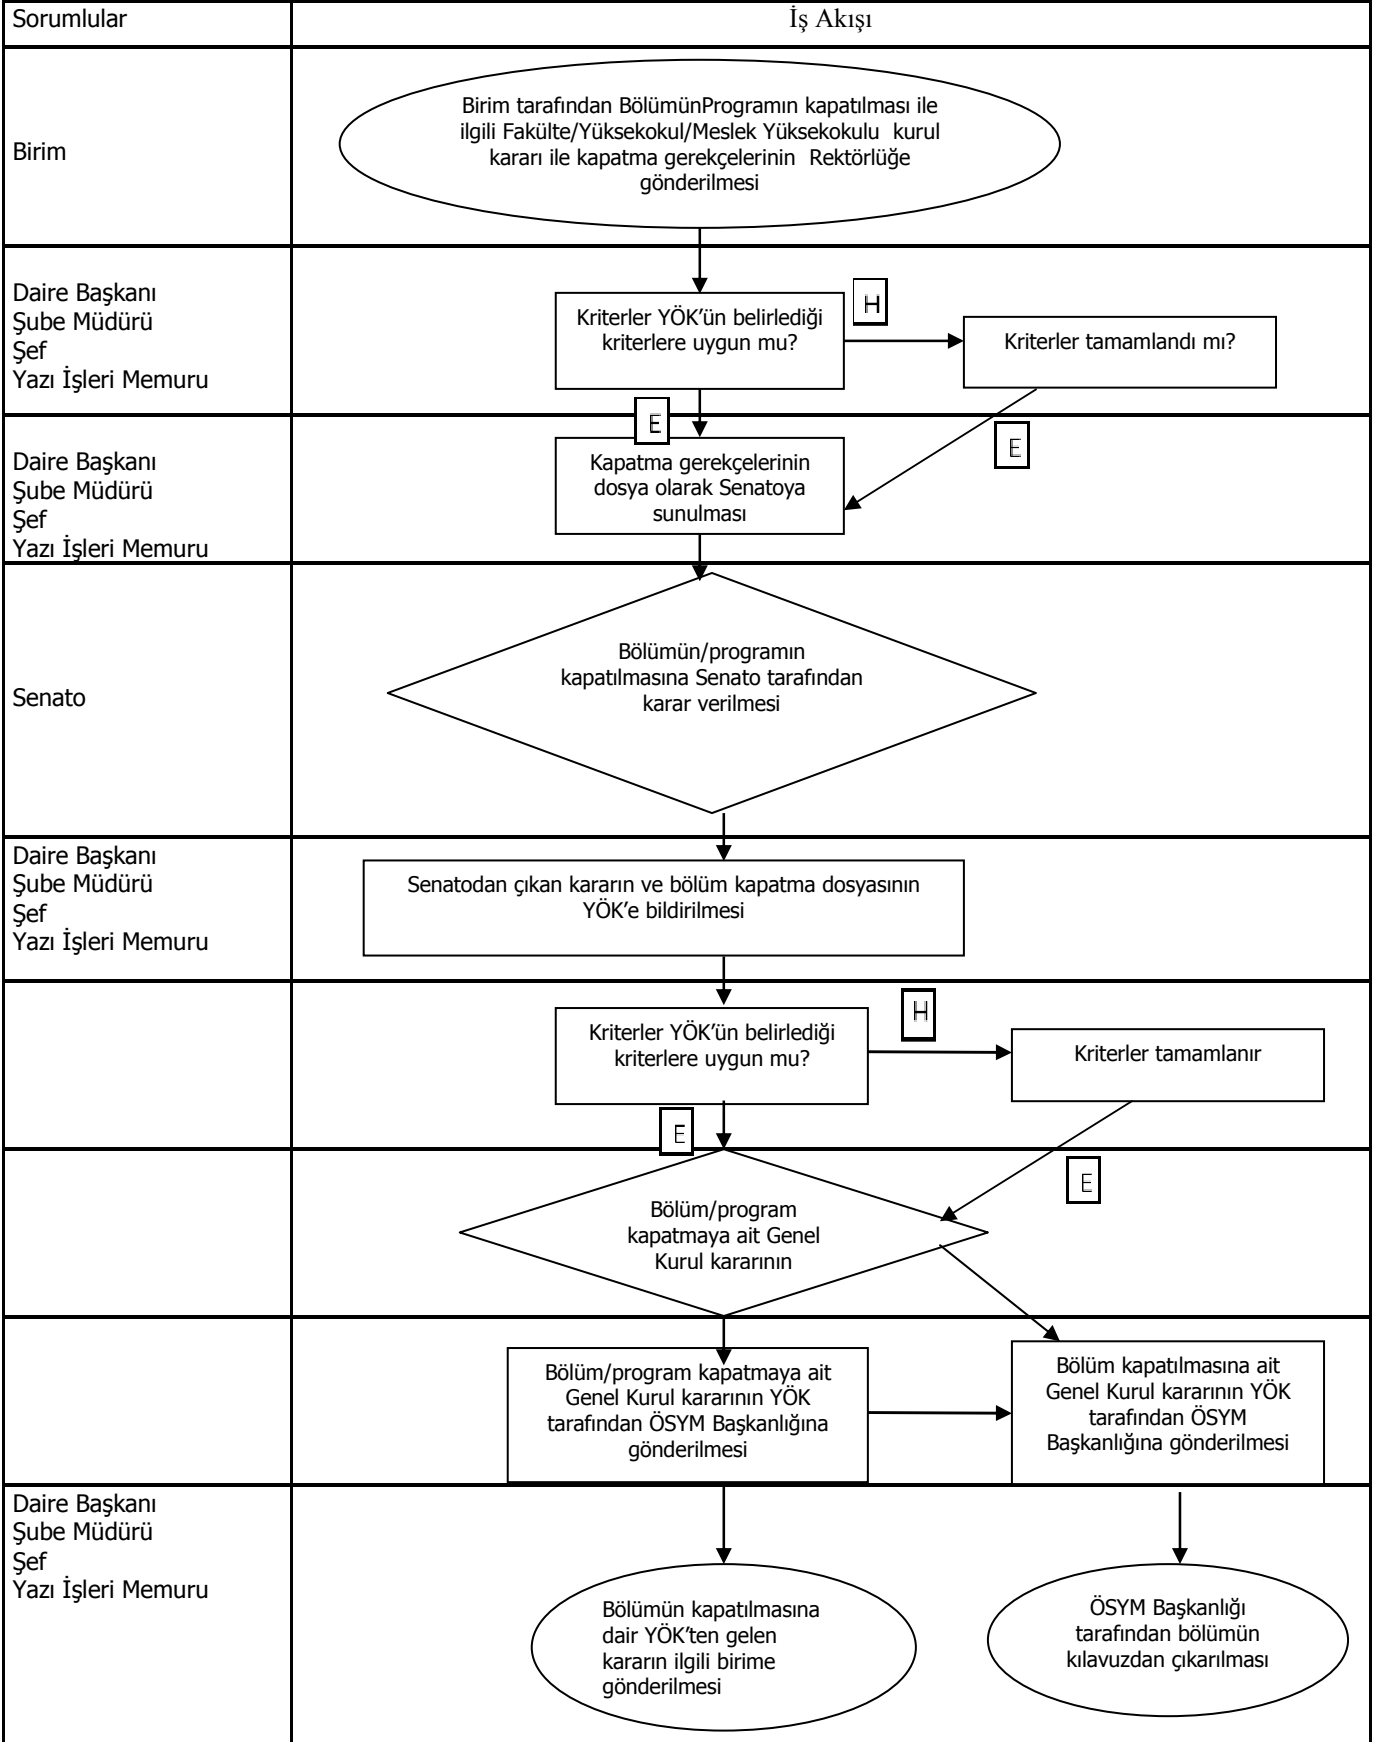 Sorumlular
İş Akışı
Birim
Birim tarafından BölümünProgramın kapatılması ile
ilgili Fakülte/Yüksekokul/Meslek Yüksekokulu  kurul
kararı ile kapatma gerekçelerinin  Rektörlüğe
gönderilmesi
Daire Başkanı
Şube Müdürü
Şef
Yazı İşleri Memuru
Kriterler YÖK’ün belirlediği
kriterlere uygun mu?
H
Kriterler tamamlandı mı?
E
E
Daire Başkanı
Şube Müdürü
Şef
Yazı İşleri Memuru
Kapatma gerekçelerinin
dosya olarak Senatoya
sunulması
Senato
Bölümün/programın
kapatılmasına Senato tarafından
karar verilmesi
Daire Başkanı
Şube Müdürü
Şef
Yazı İşleri Memuru
Senatodan çıkan kararın ve bölüm kapatma dosyasının
YÖK’e bildirilmesi
Kriterler YÖK’ün belirlediği
kriterlere uygun mu?
H
Kriterler tamamlanır
E
E
Bölüm/program
kapatmaya ait Genel
Kurul kararının
Bölüm/program kapatmaya ait
Genel Kurul kararının YÖK
tarafından ÖSYM Başkanlığına
gönderilmesi
Bölüm kapatılmasına ait
Genel Kurul kararının YÖK
tarafından ÖSYM
Başkanlığına gönderilmesi
Daire Başkanı
Şube Müdürü
Şef
Yazı İşleri Memuru
Bölümün kapatılmasına
dair YÖK’ten gelen
kararın ilgili birime
gönderilmesi
ÖSYM Başkanlığı
tarafından bölümün
kılavuzdan çıkarılması